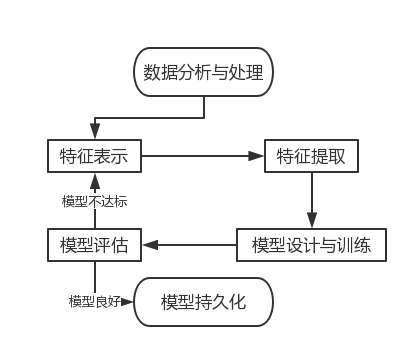 数据分析与处理
特征表示
特征提取
模型不达标
模型评估
模型设计与训练
模型良好
模型持久化